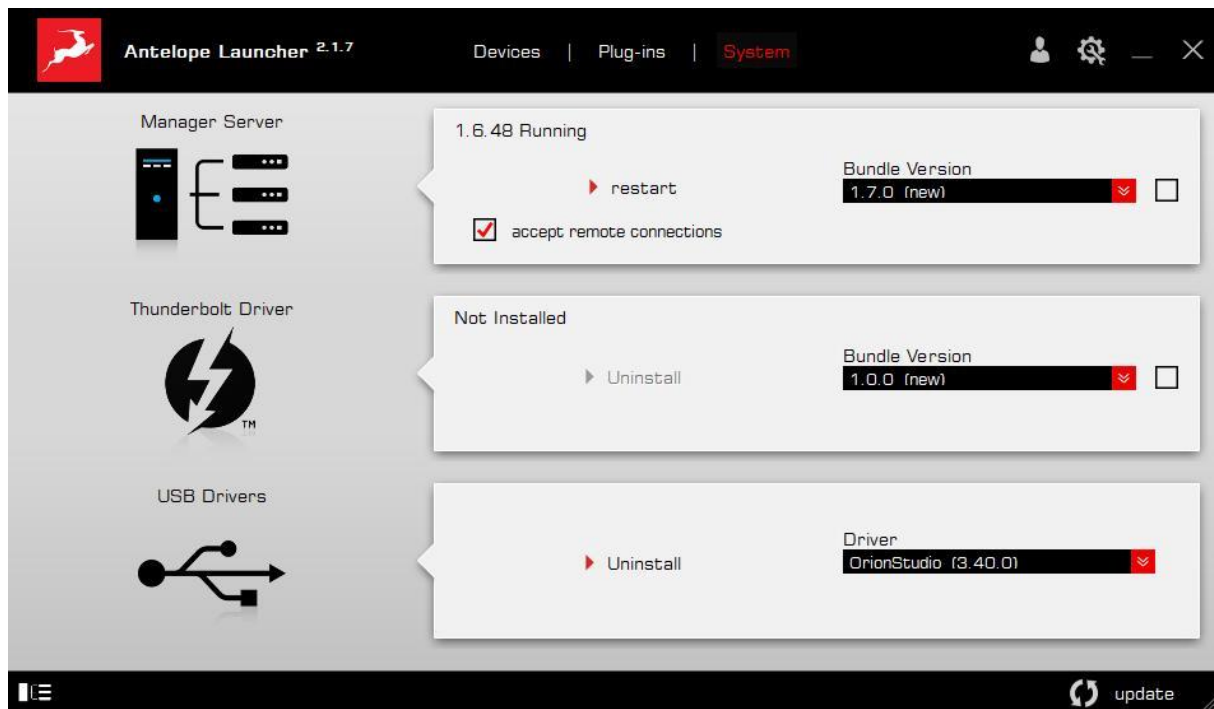 Antelope Launcher 2.1.7
Devices | Plug-ins | System
Manager Server
1.6.48 Running
restart
Bundle Version
1.7.0 (new)
accept remote connections
Thunderbolt Driver
TM
Not Installed
Uninstall
Bundle Version
1.0.0 (new)
USB Drivers
Uninstall
Driver
OrionStudio (3.40.0)
update